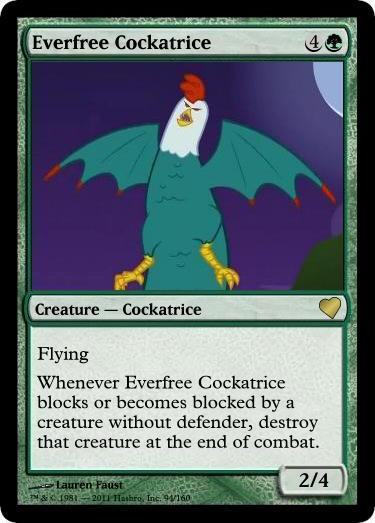 Everfree Cockatrice 4
Creature — Cockatrice
Flying
Whenever Everfree Cockatrice
blocks or becomes blocked by a
creature without defender, destroy
that creature at the end of combat.
2/4
Lauren Faust
™ & © 1981 — 2011 Hasbro, Inc. 94/160